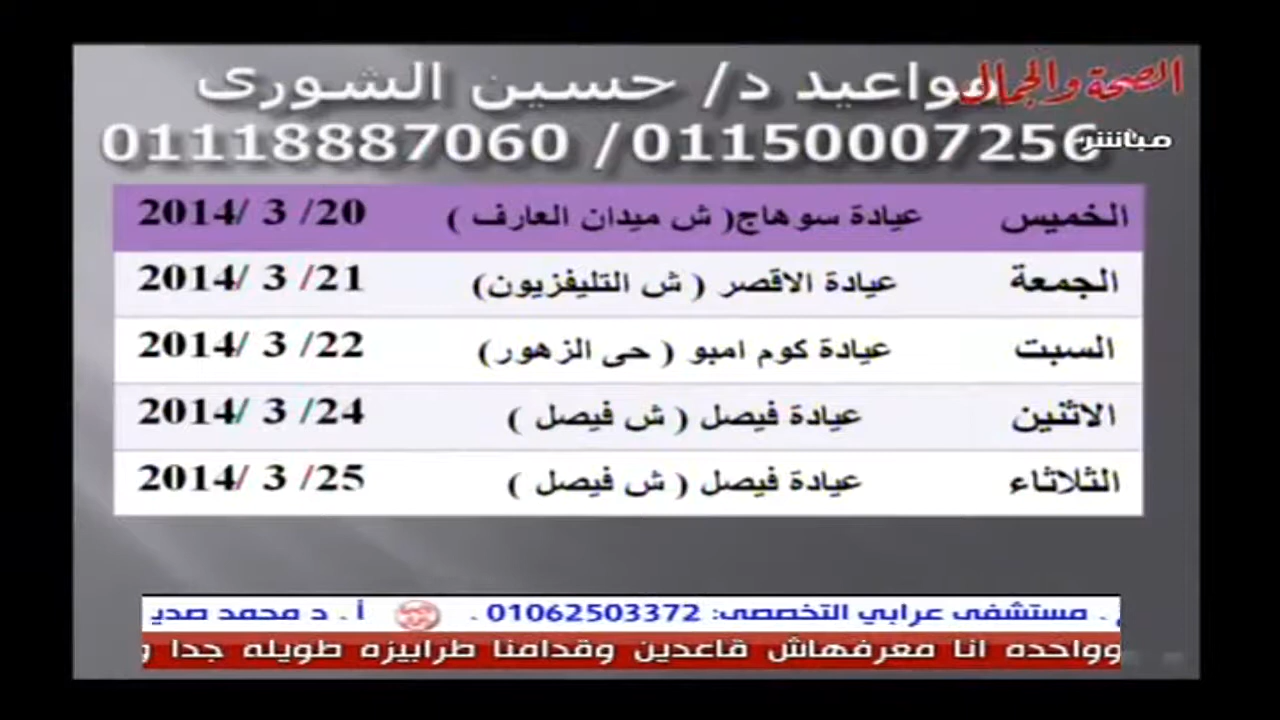 الصحة والجمال
مواعيد د/ حسين الشورى
مباشر
01118887060 /01150007256
الخميس عيادة سوهاج( ش ميدان العارف ) 2014/ 3 /20
الجمعة عيادة الاقصر ( ش التليفزيون) 2014/ 3 /21
السبت عيادة كوم امبو ( حى الزهور) 2014/ 3 /22
الاثنين عيادة فيصل ( ش فيصل ) 2014/ 3 /24
الثلاثاء عيادة فيصل ( ش فيصل ) 2014/ 3 /25
. مستشفى عرابي التخصصى: 01062503372 . أ . د محمد صدي
وواحده انا معرفهاش قاعدين وقدامنا طرابيزه طويله جدا و